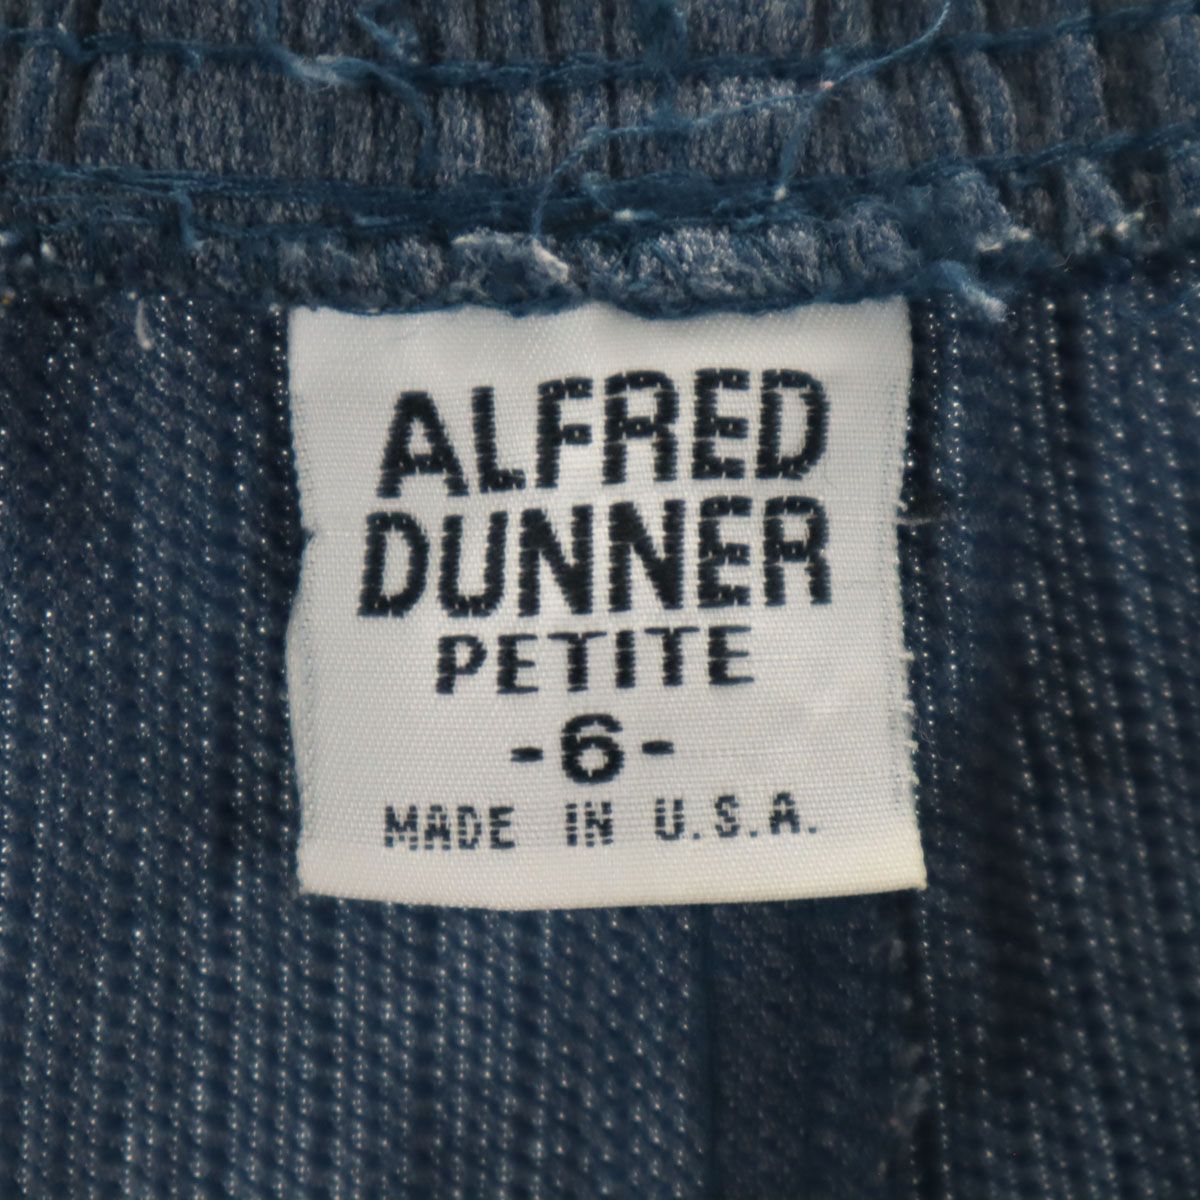 ALFRED
DUNNER
PETITE
-6-
MADE IN U.S.A.